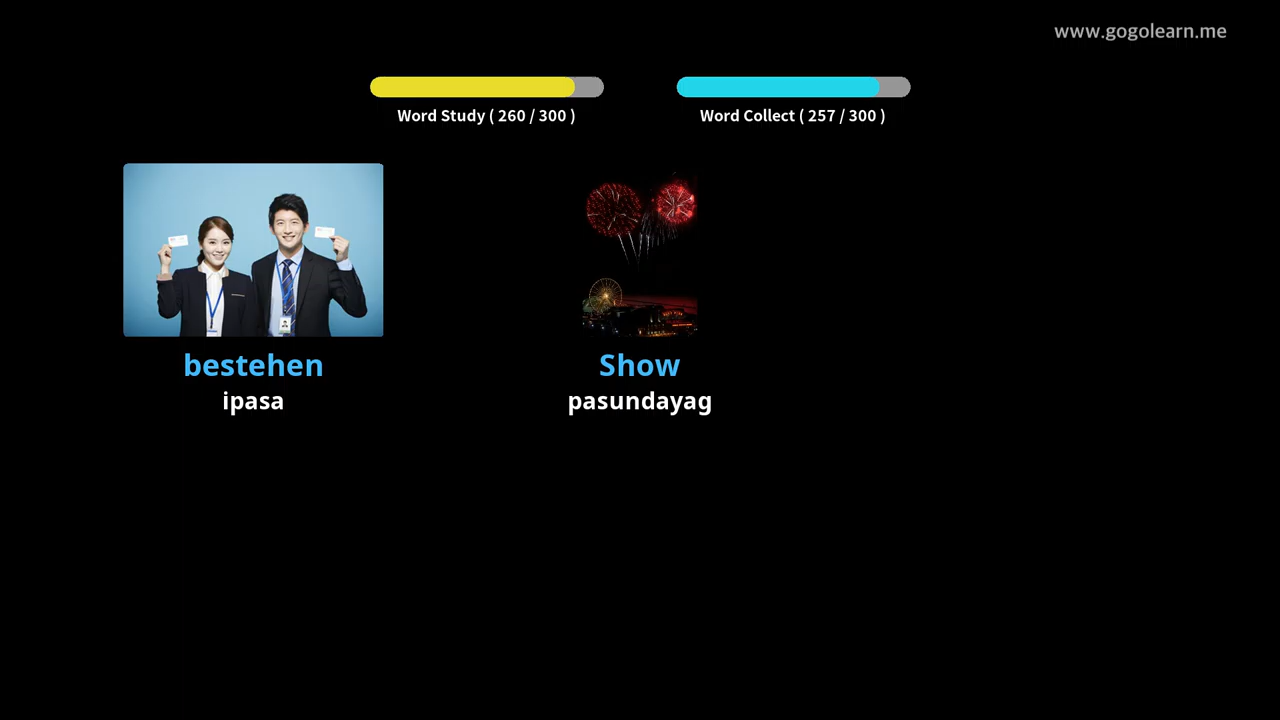 www.gogolearn.me
Word Study ( 260 / 300 )
Word Collect ( 257 / 300 )
bestehen
ipasa
Show
pasundayag